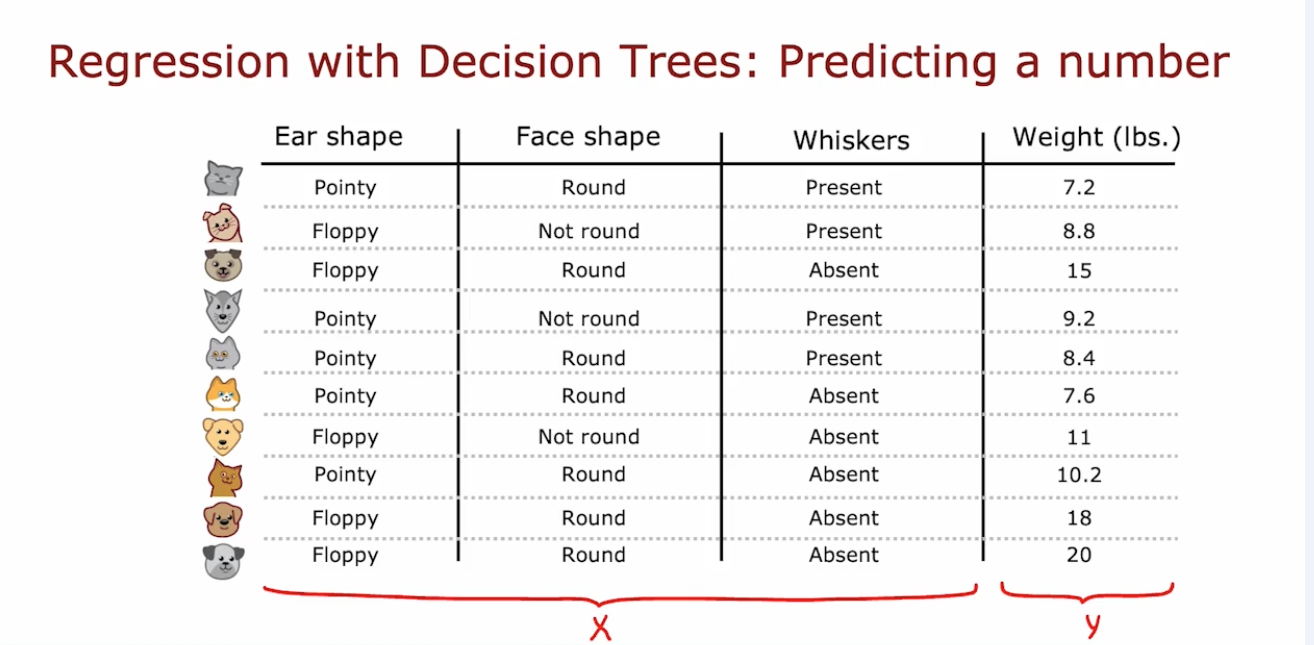 Regression with Decision Trees: Predicting a number
Ear shape Face shape Whiskers Weight (lbs.)
Pointy Round Present 7.2
Floppy Not round Present 8.8
Floppy Round Absent 15
Pointy Not round Present 9.2
Pointy Round Present 8.4
Pointy Round Absent 7.6
Floppy Not round Absent 11
Pointy Round Absent 10.2
Floppy Round Absent 18
Floppy Round Absent 20
X y